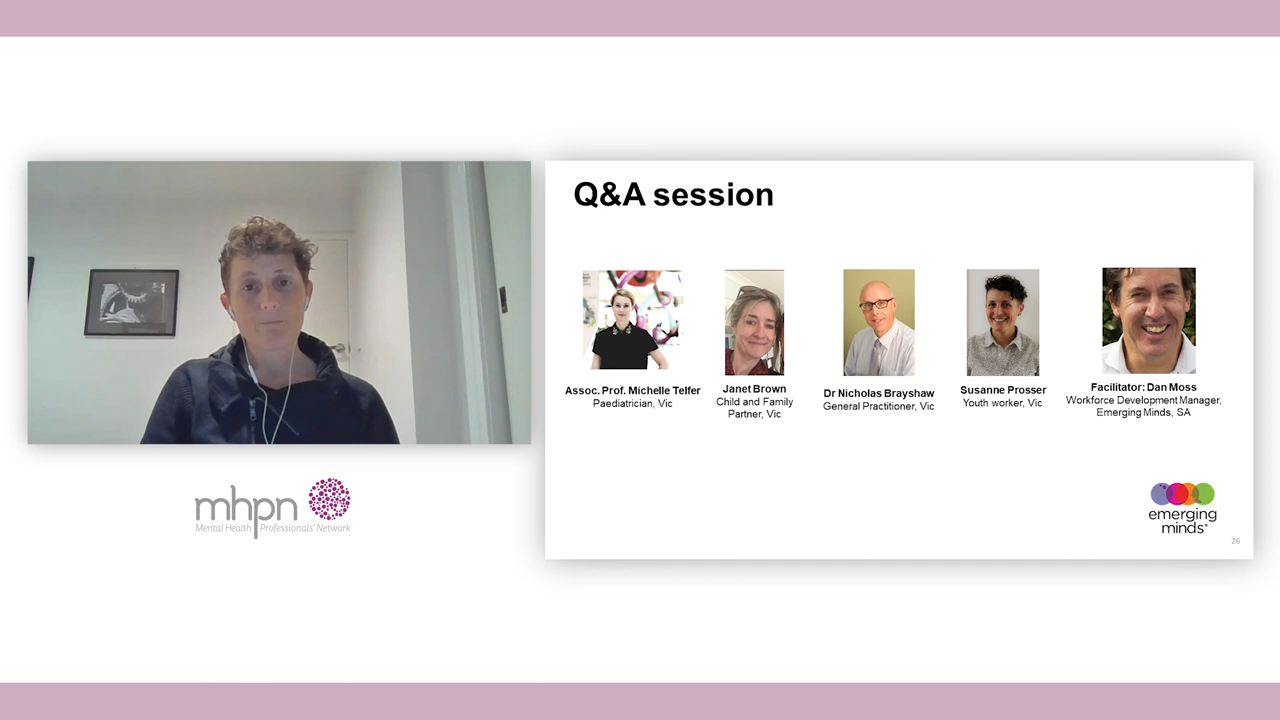 Q&A session
Assoc. Prof. Michelle Telfer
Paediatrician, Vic
Janet Brown
Child and Family
Partner, Vic
Dr Nicholas Brayshaw
General Practitioner, Vic
Susanne Prosser
Youth worker, Vic
Facilitator: Dan Moss
Workforce Development Manager,
Emerging Minds, SA
mhpn
Mental Health Professionals' Network
emerging
minds
26